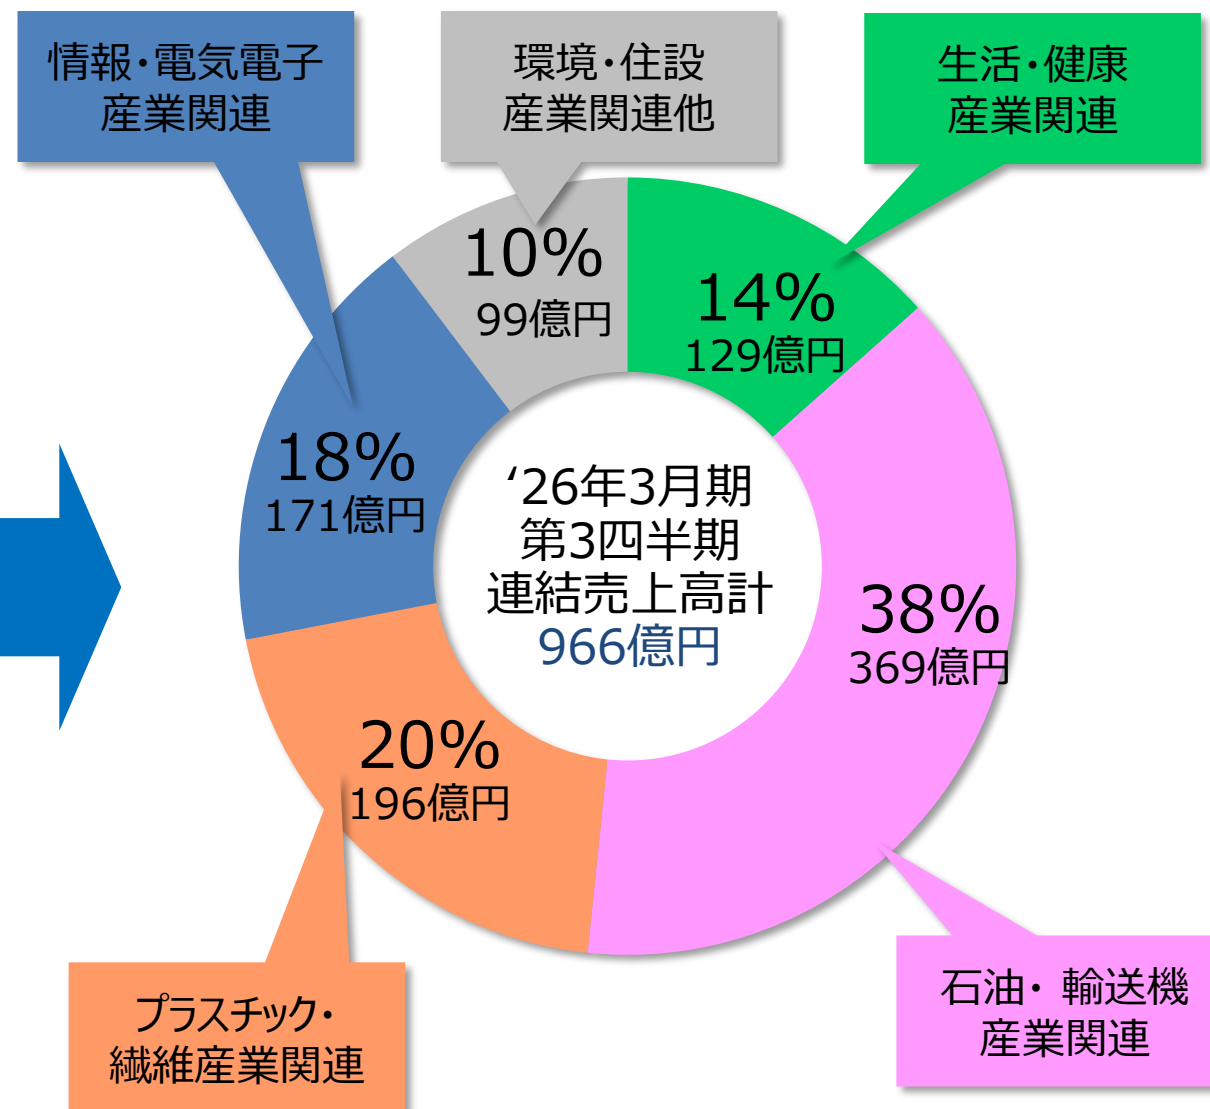 情報・電気電子
産業関連
環境・住設
産業関連他
生活・健康
産業関連
10%
99億円
14%
129億円
18%
171億円
‘26年3月期
第3四半期
連結売上高計
966億円
38%
369億円
20%
196億円
プラスチック・
繊維産業関連
石油・ 輸送機
産業関連